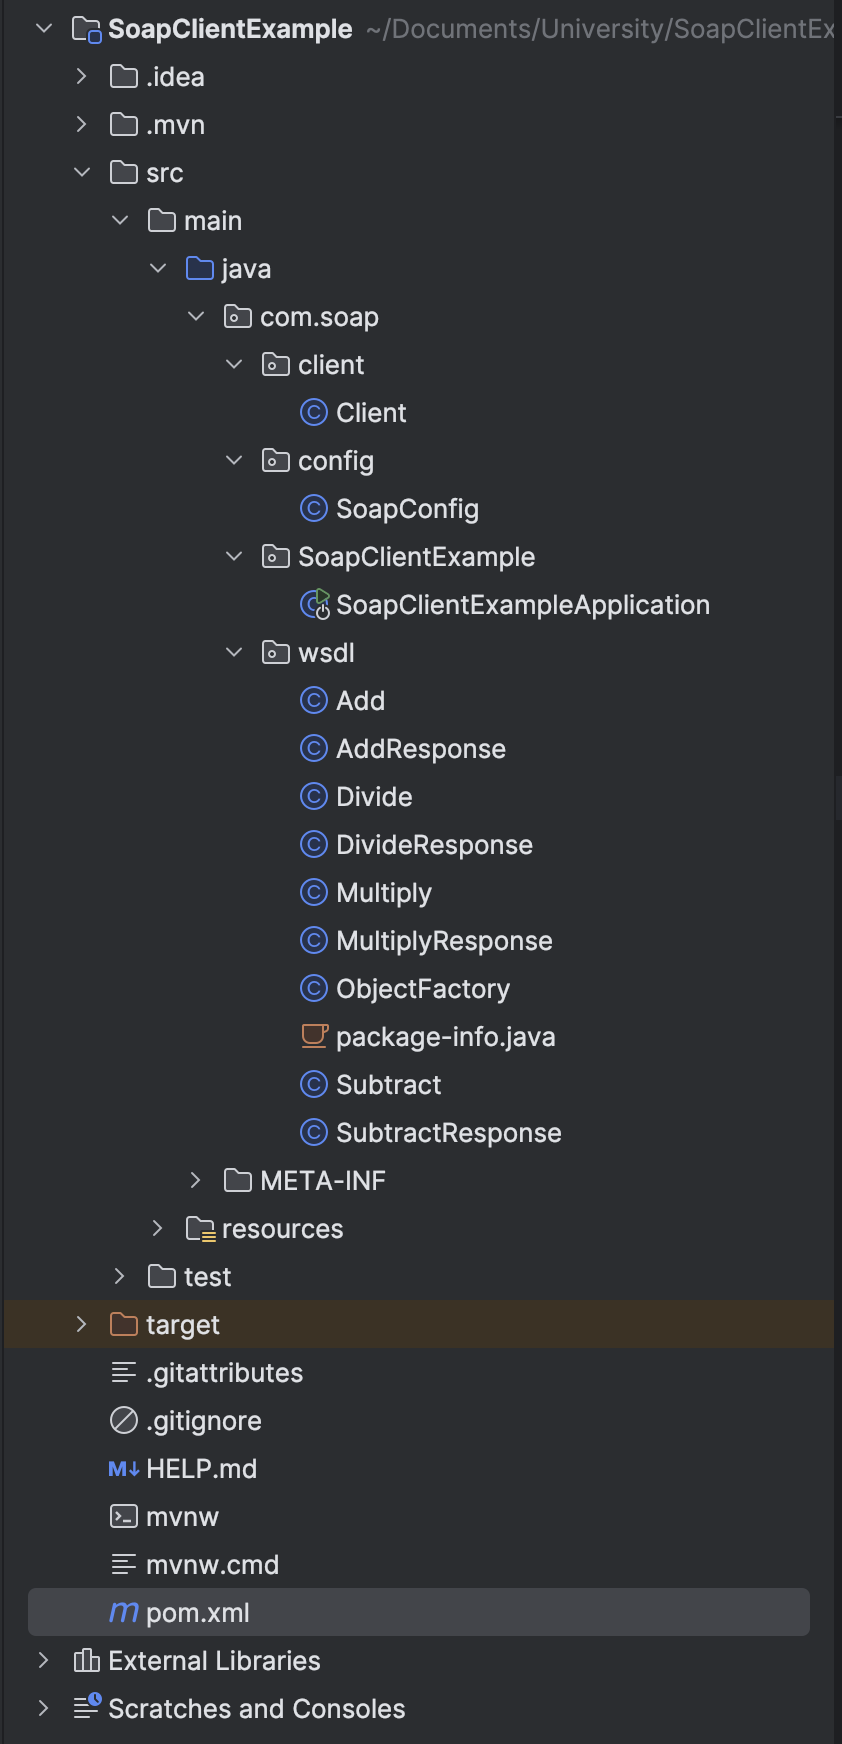 SoapClientExample ~/Documents/University/SoapClientEx
.idea
.mvn
src
main
java
com.soap
client
Client
config
SoapConfig
SoapClientExample
SoapClientExampleApplication
wsdl
Add
AddResponse
Divide
DivideResponse
Multiply
MultiplyResponse
ObjectFactory
package-info.java
Subtract
SubtractResponse
META-INF
resources
test
target
.gitattributes
.gitignore
M↓ HELP.md
mvnw
mvnw.cmd
m pom.xml
External Libraries
Scratches and Consoles